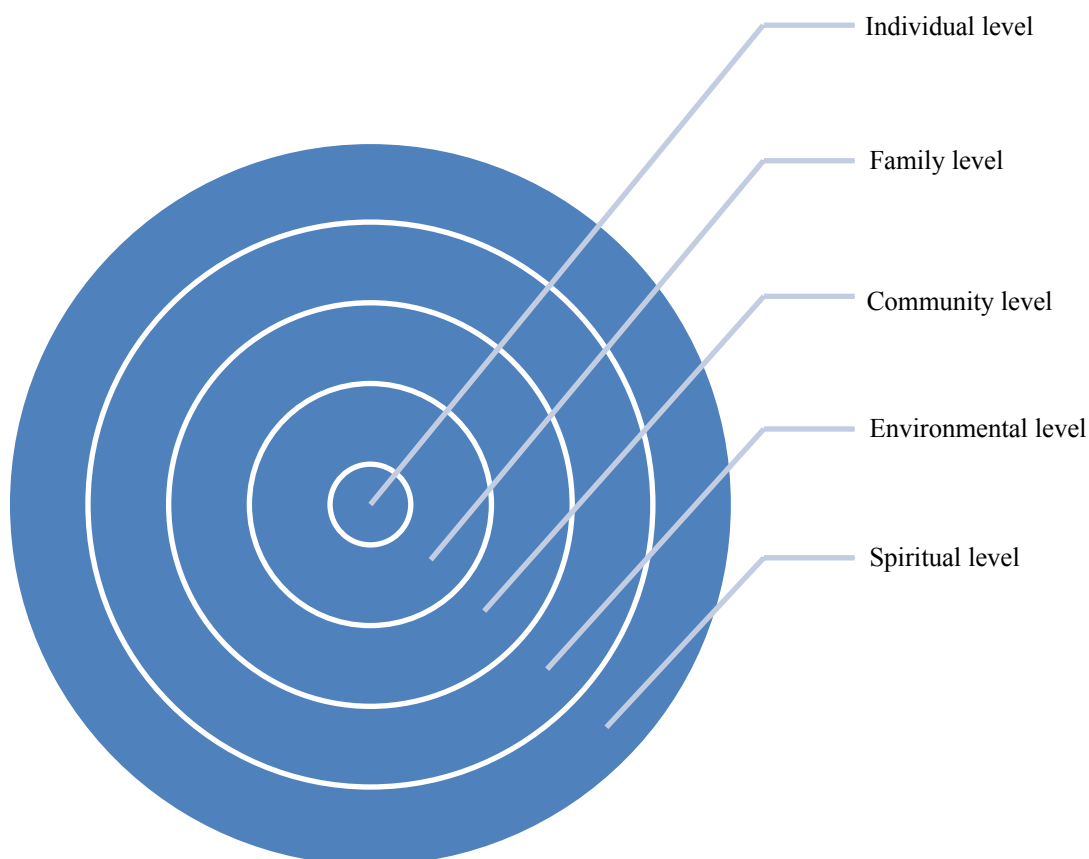 Individual level
Family level
Community level
Environmental level
Spiritual level